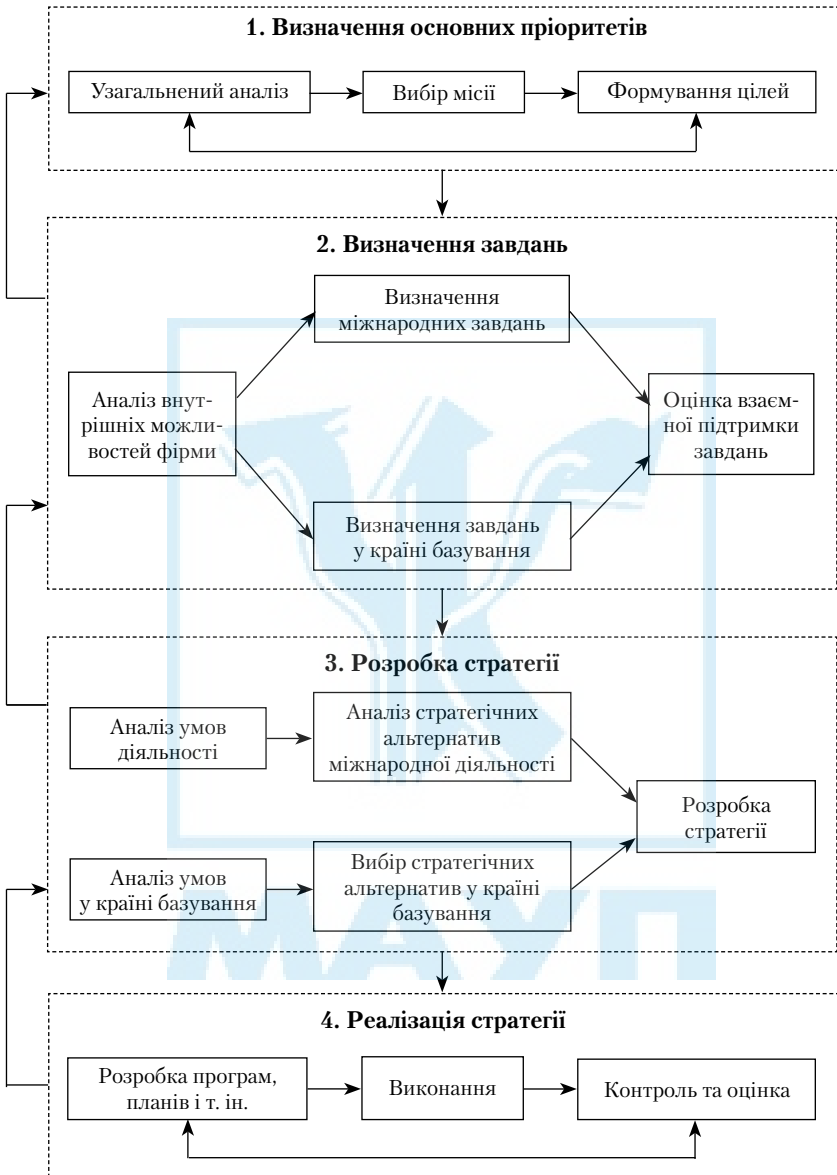 1. Визначення основних пріоритетів
Узагальнений аналіз
Вибір місії
Формування цілей
2. Визначення завдань
Визначення
міжнародних завдань
Аналіз внут-
рішніх можли-
востей фірми
Оцінка взаєм-
ної підтримки
завдань
Визначення завдань
у країні базування
3. Розробка стратегії
Аналіз умов
діяльності
Аналіз стратегічних
альтернатив
міжнародної діяльності
Розробка
стратегії
Аналіз умов
у країні базування
Вибір стратегічних
альтернатив у країні
базування
МАУП
4. Реалізація стратегії
Розробка програм,
планів і т. ін.
Виконання
Контроль та оцінка